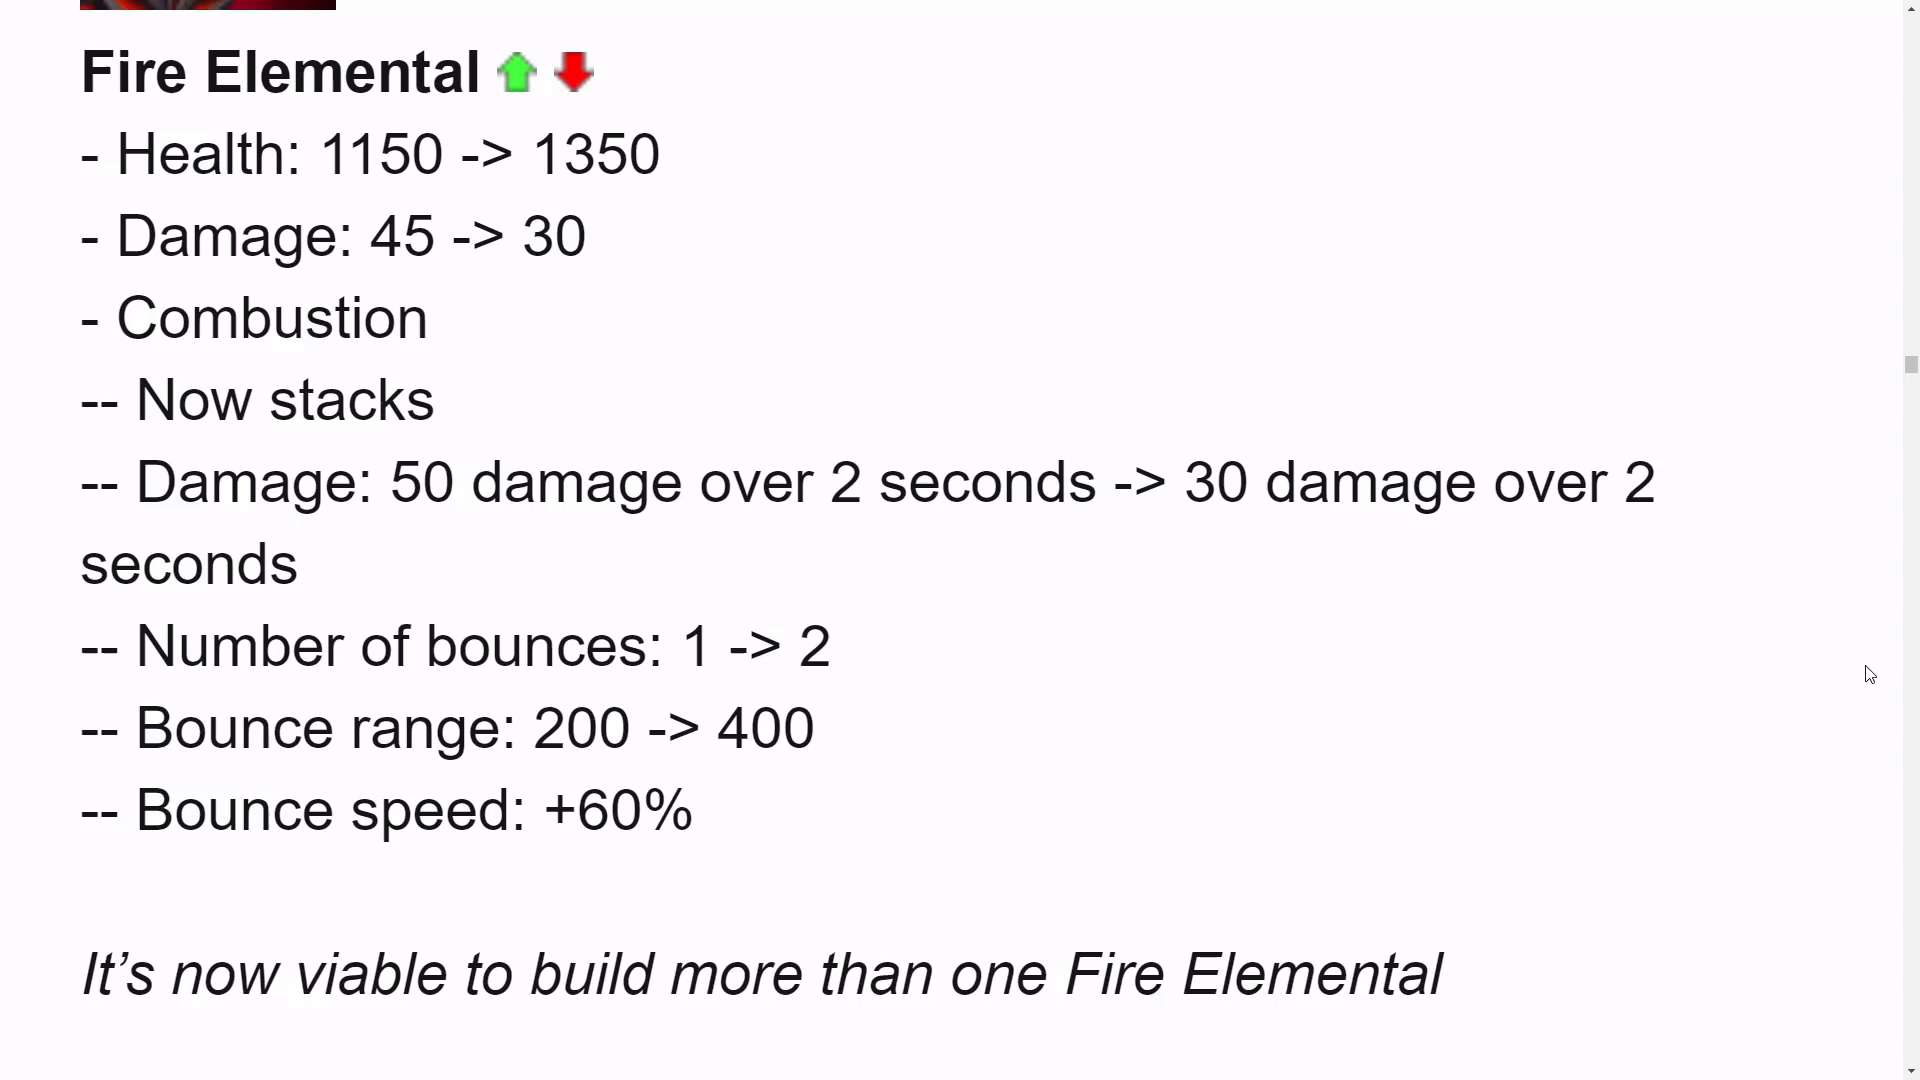 Fire Elemental
- Health: 1150 -> 1350
- Damage: 45 -> 30
- Combustion
-- Now stacks
-- Damage: 50 damage over 2 seconds -> 30 damage over 2
seconds
-- Number of bounces: 1 -> 2
-- Bounce range: 200 -> 400
-- Bounce speed: +60%
It’s now viable to build more than one Fire Elemental